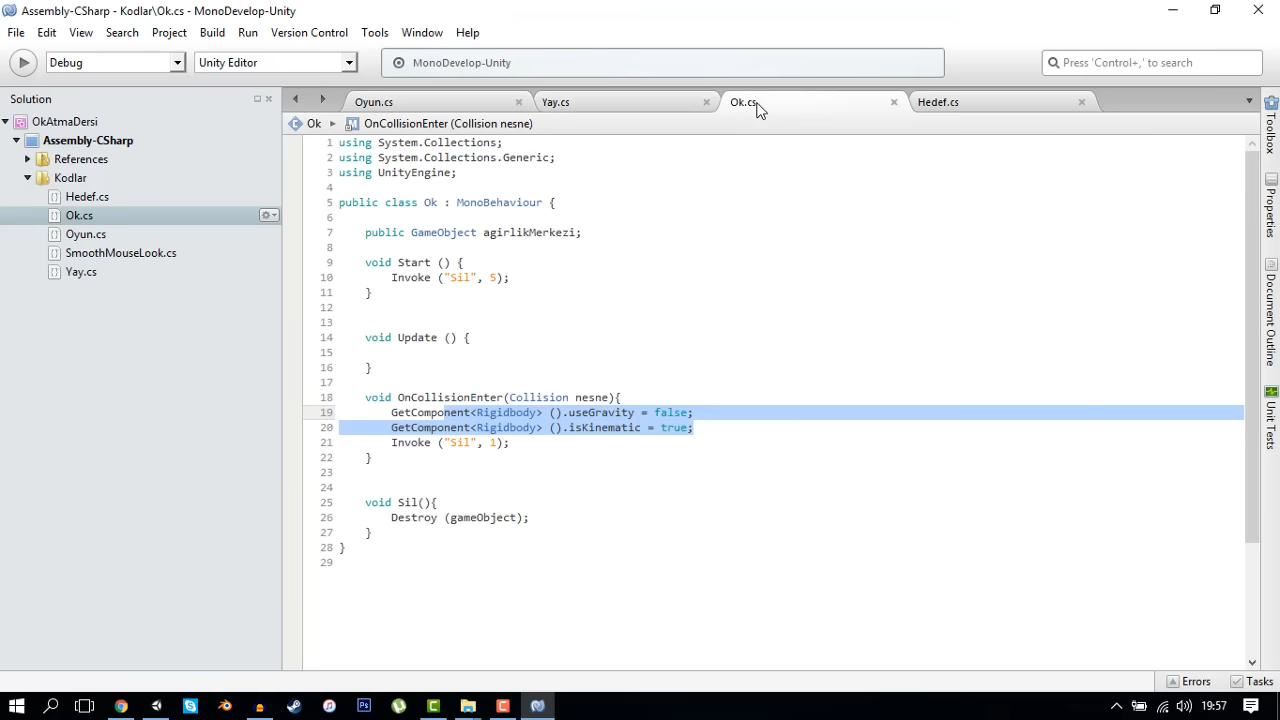 Assembly-CSharp - Kodlar\Ok.cs - MonoDevelop-Unity
File Edit View Search Project Build Run Version Control Tools Window Help
Debug Unity Editor MonoDevelop-Unity Press 'Control+,' to search
Solution
OkAtmaDersi
Assembly-CSharp
References
Kodlar
Hedef.cs
Ok.cs
Oyun.cs
SmoothMouseLook.cs
Yay.cs
Oyun.cs Yay.cs Ok.cs Hedef.cs
Ok OnCollisionEnter (Collision nesne)
1 using System.Collections;
2 using System.Collections.Generic;
3 using UnityEngine;
4
5 public class Ok : MonoBehaviour {
6
7 public GameObject agirlikMerkezi;
8
9 void Start () {
10 Invoke ("Sil", 5);
11 }
12
13
14 void Update () {
15
16 }
17
18 void OnCollisionEnter(Collision nesne){
19 GetComponent<Rigidbody> ().useGravity = false;
20 GetComponent<Rigidbody> ().isKinematic = true;
21 Invoke ("Sil", 1);
22 }
23
24
25 void Sil(){
26 Destroy (gameObject);
27 }
28 }
29
Toolbox
Properties
Document Outline
Unit Tests
Errors Tasks
19:57